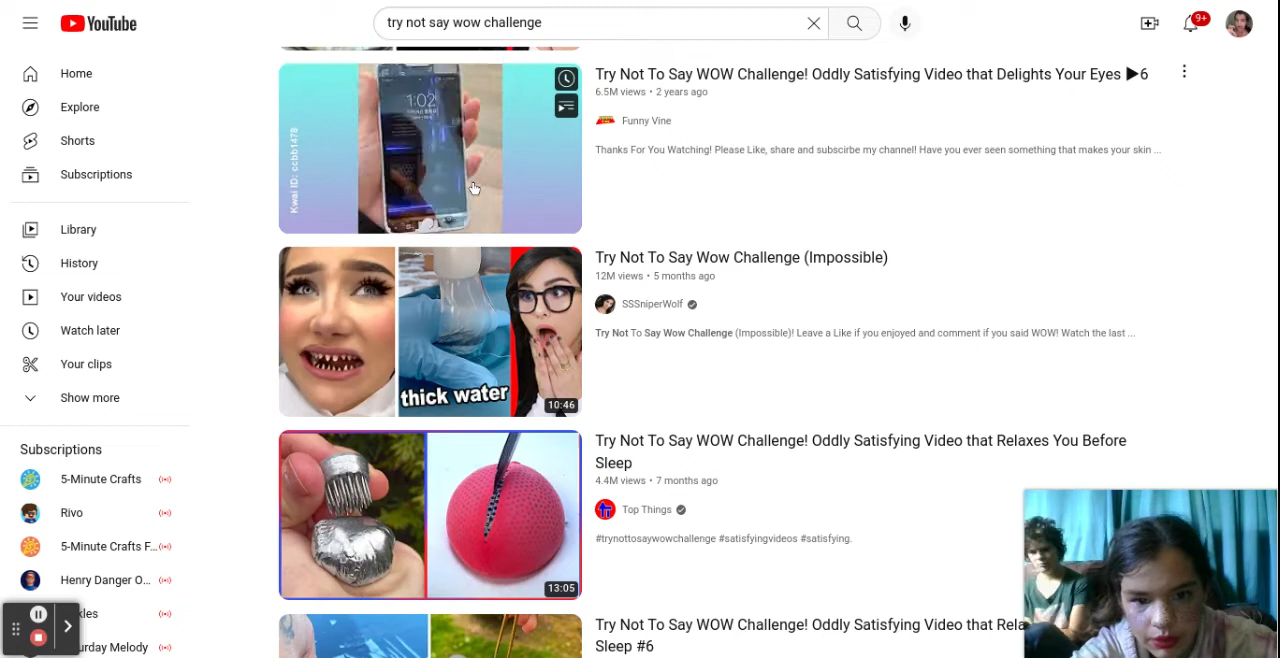 YouTube
try not say wow challenge
9+
Home
Explore
Shorts
Subscriptions
Library
History
Your videos
Watch later
Your clips
Show more
Subscriptions
5-Minute Crafts
Rivo
5-Minute Crafts F...
Henry Danger O...
kles
urday Melody
1:02
Kwai ID: ccbb1478
Try Not To Say WOW Challenge! Oddly Satisfying Video that Delights Your Eyes ▶6
6.5M views • 2 years ago
Funny Vine
Thanks For You Watching! Please Like, share and subscirbe my channel! Have you ever seen something that makes your skin ...
thick water
10:46
Try Not To Say Wow Challenge (Impossible)
12M views • 5 months ago
SSSniperWolf
Try Not To Say Wow Challenge (Impossible)! Leave a Like if you enjoyed and comment if you said WOW! Watch the last ...
13:05
Try Not To Say WOW Challenge! Oddly Satisfying Video that Relaxes You Before
Sleep
4.4M views • 7 months ago
Top Things
#trynottosaywowchallenge #satisfyingvideos #satisfying.
Try Not To Say WOW Challenge! Oddly Satisfying Video that Rela
Sleep #6